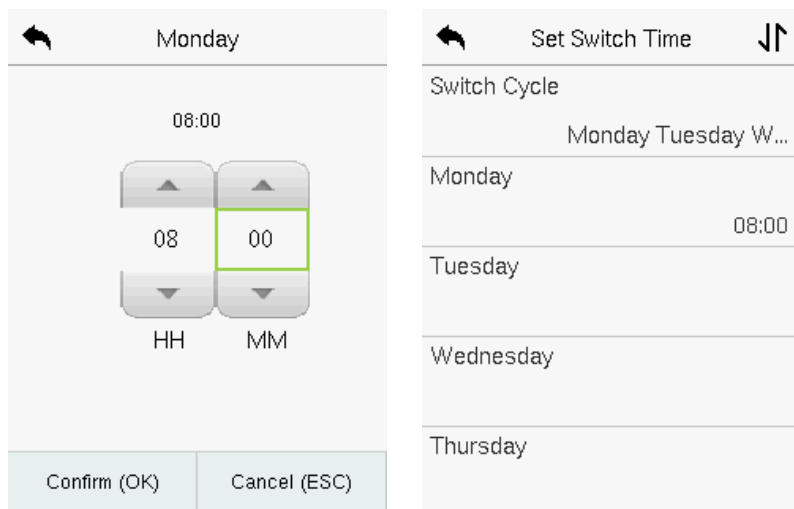 Monday
08:00
08 00
HH MM
Confirm (OK) Cancel (ESC)
Set Switch Time
Switch Cycle
Monday Tuesday W...
Monday
08:00
Tuesday
Wednesday
Thursday